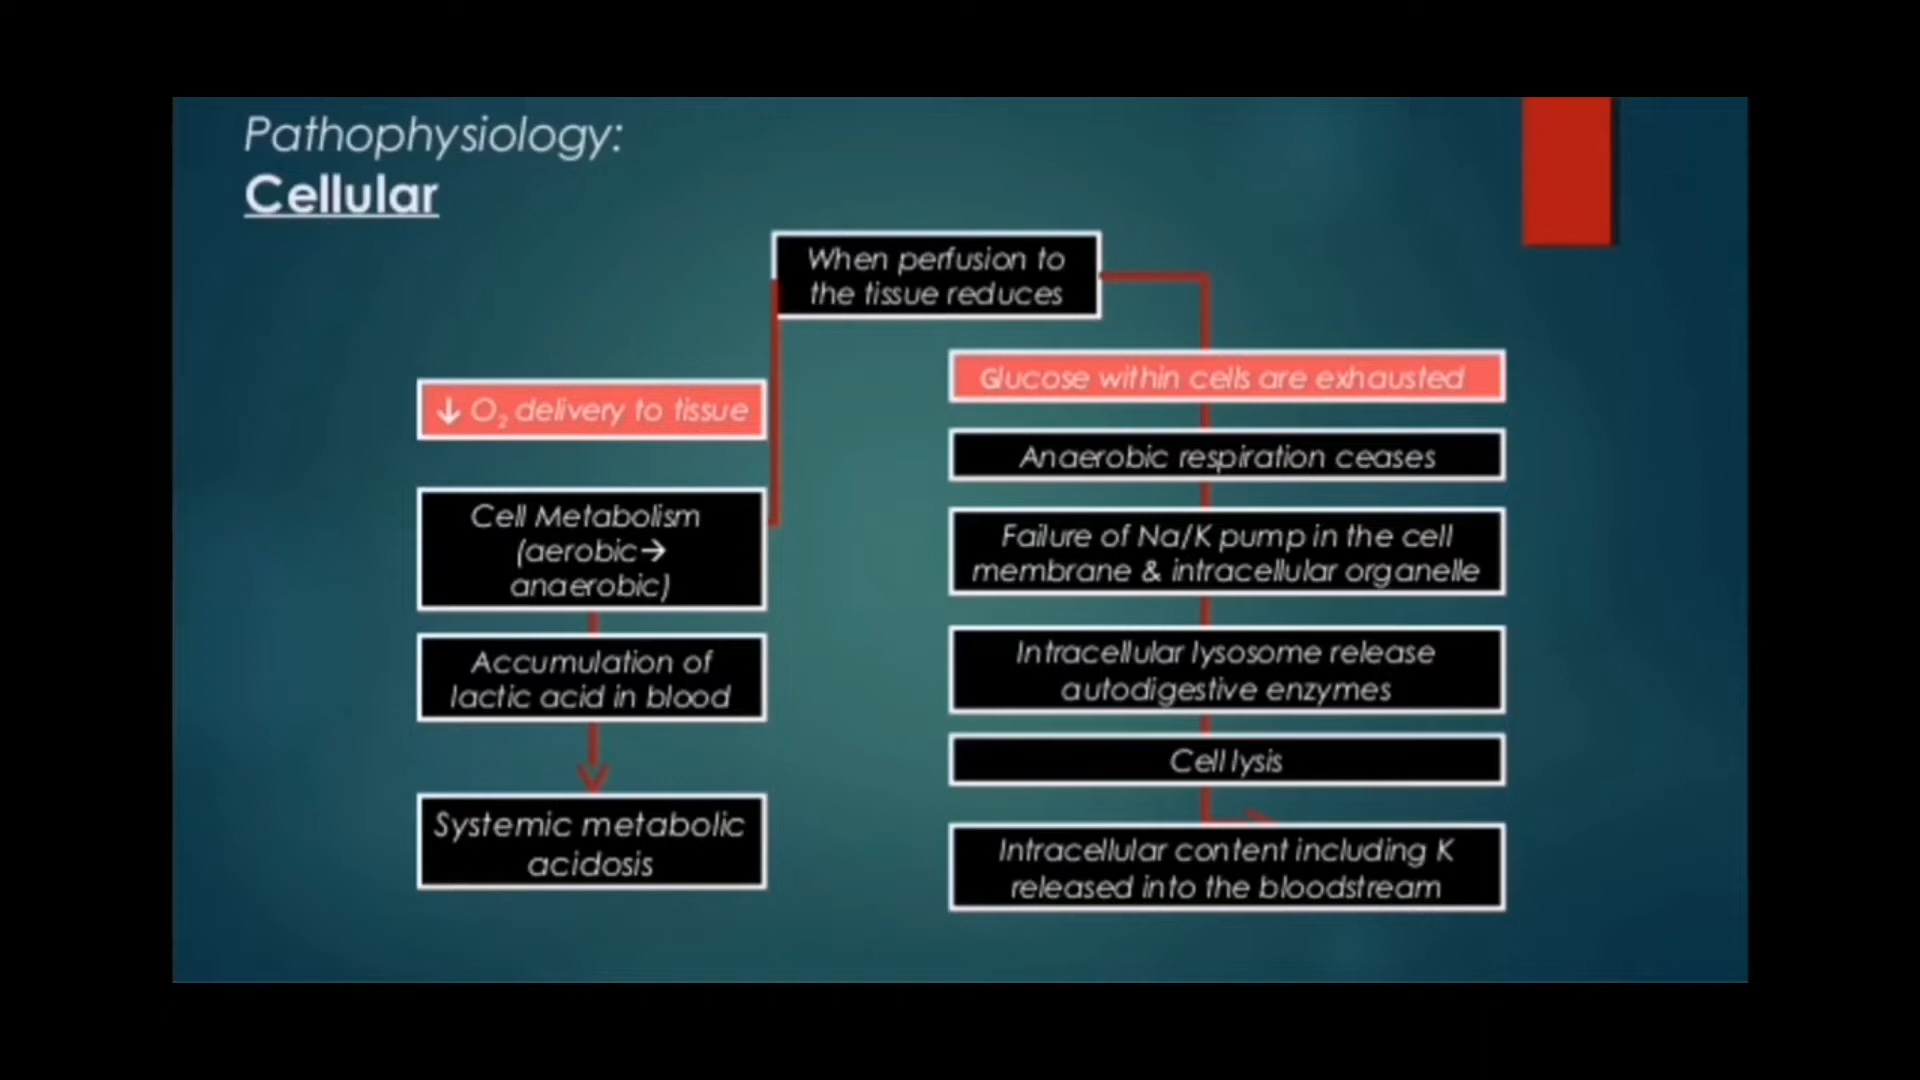 Pathophysiology:
Cellular
When perfusion to
the tissue reduces
↓ O₂ delivery to tissue
Cell Metabolism
(aerobic→
anaerobic)
Accumulation of
lactic acid in blood
Systemic metabolic
acidosis
Glucose within cells are exhausted
Anaerobic respiration ceases
Failure of Na/K pump in the cell
membrane & intracellular organelle
Intracellular lysosome release
autodigestive enzymes
Cell lysis
Intracellular content including K
released into the bloodstream